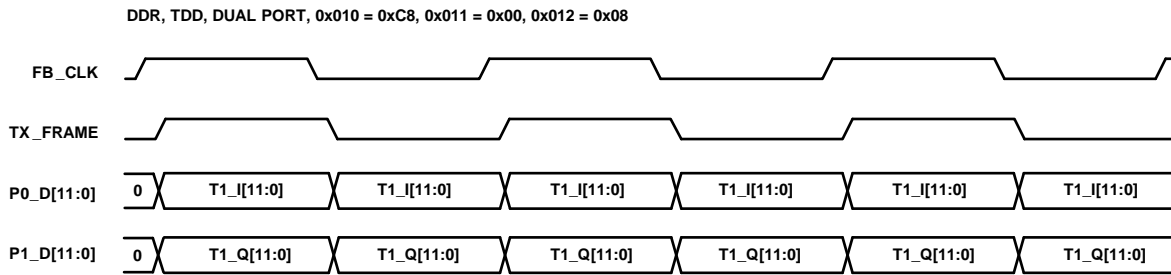 DDR, TDD, DUAL PORT, 0x010 = 0xC8, 0x011 = 0x00, 0x012 = 0x08
FB_CLK
TX_FRAME
P0_D[11:0] 0 T1_I[11:0] T1_I[11:0] T1_I[11:0] T1_I[11:0] T1_I[11:0] T1_I[11:0]
P1_D[11:0] 0 T1_Q[11:0] T1_Q[11:0] T1_Q[11:0] T1_Q[11:0] T1_Q[11:0] T1_Q[11:0]